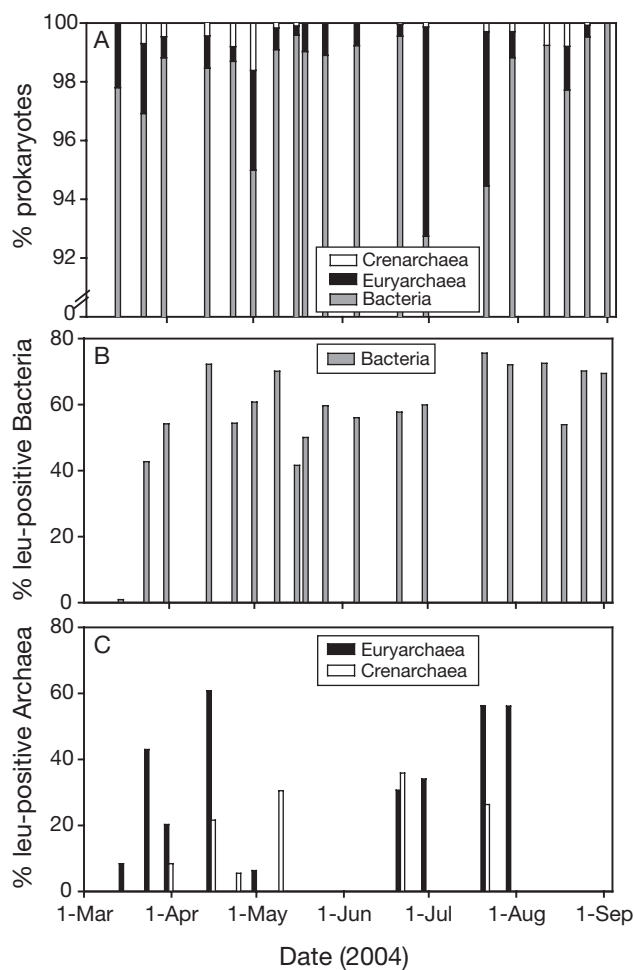 A
100
98
96
94
92
0
% prokaryotes
Crenarchaea
Euryarchaea
Bacteria
B
80
60
40
20
0
% leu-positive Bacteria
Bacteria
C
80
60
40
20
0
% leu-positive Archaea
Euryarchaea
Crenarchaea
1-Mar 1-Apr 1-May 1-Jun 1-Jul 1-Aug 1-Sep
Date (2004)